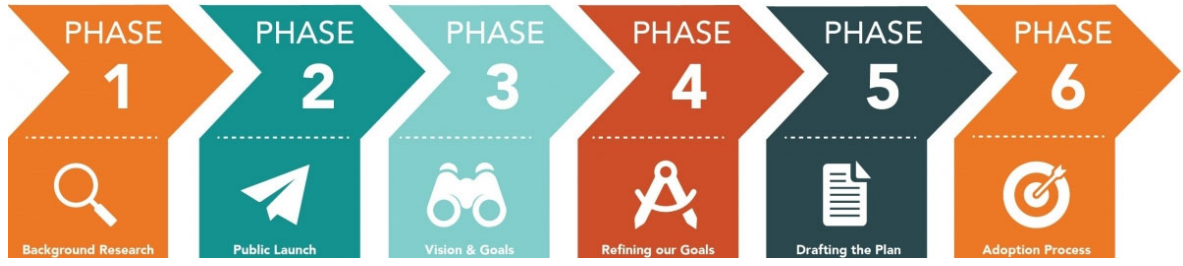 PHASE
1
Background Research
PHASE
2
Public Launch
PHASE
3
Vision & Goals
PHASE
4
Refining our Goals
PHASE
5
Drafting the Plan
PHASE
6
Adoption Process